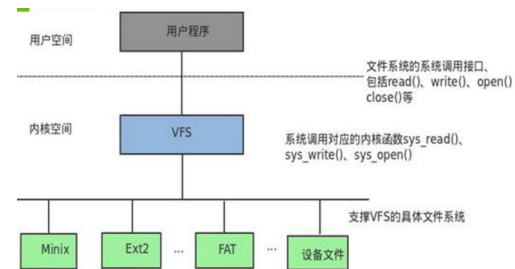 用户空间
用户程序
文件系统的系统调用接口、
包括read()、write()、open()
close()等
内核空间
VFS
系统调用对应的内核函数sys_read()、
sys_write()、sys_open()
支撑VFS的具体文件系统
Minix
Ext2
...
FAT
...
设备文件